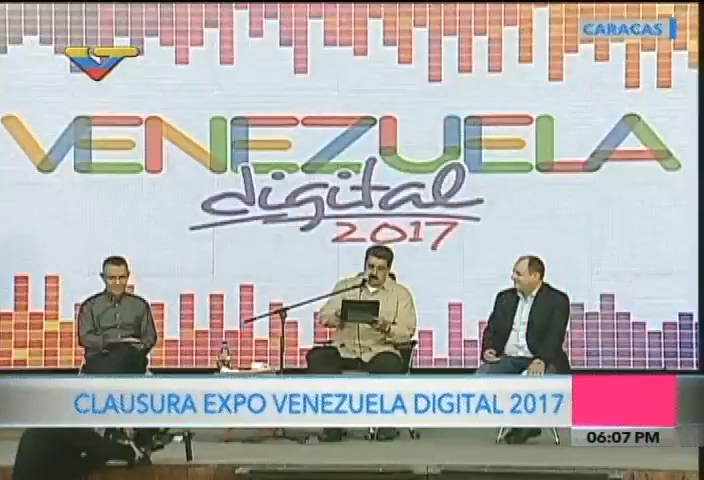 CARACAS
VENEZUELA
digital
2017
CLAUSURA EXPO VENEZUELA DIGITAL 2017
06:07 PM